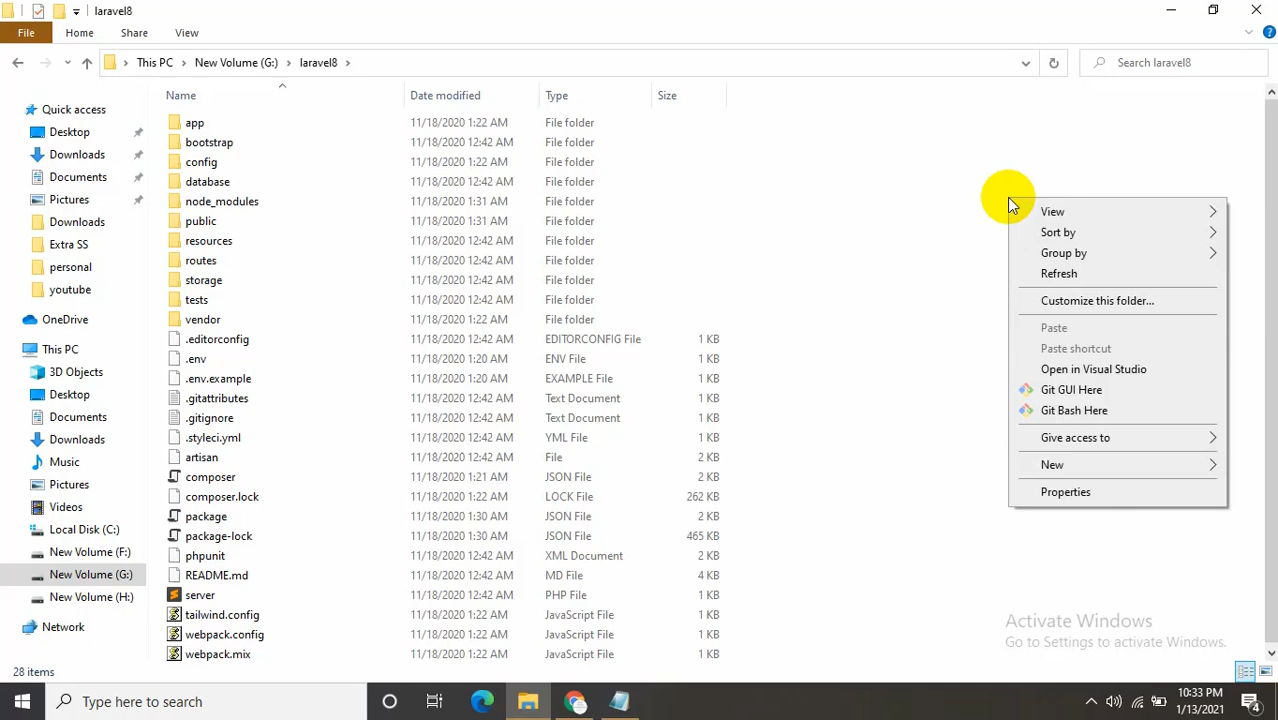 laravel8
File
Home
Share
View
This PC
New Volume (G:)
laravel8
Search laravel8
Name
Date modified
Type
Size
Quick access
Desktop
Downloads
Documents
Pictures
Downloads
Extra SS
personal
youtube
OneDrive
This PC
3D Objects
Desktop
Documents
Downloads
Music
Pictures
Videos
Local Disk (C:)
New Volume (F:)
New Volume (G:)
New Volume (H:)
Network
app 11/18/2020 1:22 AM File folder
bootstrap 11/18/2020 12:42 AM File folder
config 11/18/2020 1:22 AM File folder
database 11/18/2020 12:42 AM File folder
node_modules 11/18/2020 1:31 AM File folder
public 11/18/2020 1:31 AM File folder
resources 11/18/2020 12:42 AM File folder
routes 11/18/2020 12:42 AM File folder
storage 11/18/2020 12:42 AM File folder
tests 11/18/2020 12:42 AM File folder
vendor 11/18/2020 1:22 AM File folder
.editorconfig 11/18/2020 12:42 AM EDITORCONFIG File 1 KB
.env 11/18/2020 1:20 AM ENV File 1 KB
.env.example 11/18/2020 1:20 AM EXAMPLE File 1 KB
.gitattributes 11/18/2020 12:42 AM Text Document 1 KB
.gitignore 11/18/2020 12:42 AM Text Document 1 KB
.styleci.yml 11/18/2020 12:42 AM YML File 1 KB
artisan 11/18/2020 12:42 AM File 2 KB
composer 11/18/2020 1:21 AM JSON File 2 KB
composer.lock 11/18/2020 1:22 AM LOCK File 262 KB
package 11/18/2020 1:30 AM JSON File 2 KB
package-lock 11/18/2020 1:30 AM JSON File 465 KB
phpunit 11/18/2020 12:42 AM XML Document 2 KB
README.md 11/18/2020 12:42 AM MD File 4 KB
server 11/18/2020 12:42 AM PHP File 1 KB
tailwind.config 11/18/2020 1:22 AM JavaScript File 1 KB
webpack.config 11/18/2020 1:22 AM JavaScript File 1 KB
webpack.mix 11/18/2020 1:22 AM JavaScript File 1 KB
View
Sort by
Group by
Refresh
Customize this folder...
Paste
Paste shortcut
Open in Visual Studio
Git GUI Here
Git Bash Here
Give access to
New
Properties
Activate Windows
Go to Settings to activate Windows.
28 items
Type here to search
10:33 PM
1/13/2021
4